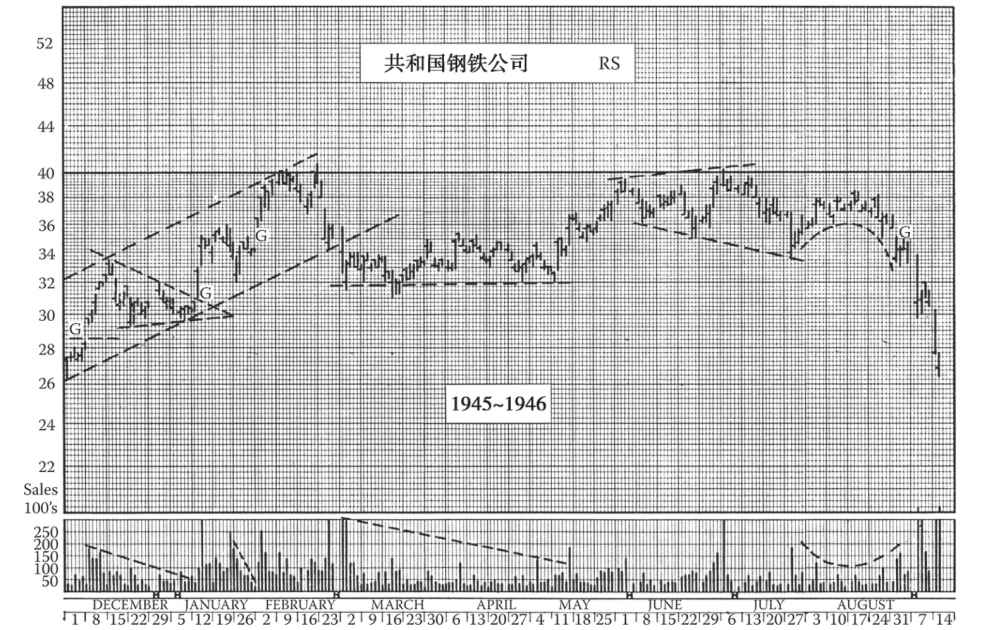 52
共和国钢铁公司 RS
48
44
40
38
36
G
G
34
32
G
30
G
28
26
1945~1946
24
22
Sales
100's
250
200
150
100
50
DECEMBER JANUARY FEBRUARY MARCH APRIL MAY JUNE JULY AUGUST
1 8 15 22 29 5 12 19 26 2 9 16 23 2 9 16 23 30 6 13 20 27 4 11 18 25 1 8 15 22 29 6 13 20 27 3 10 17 24 31 7 14